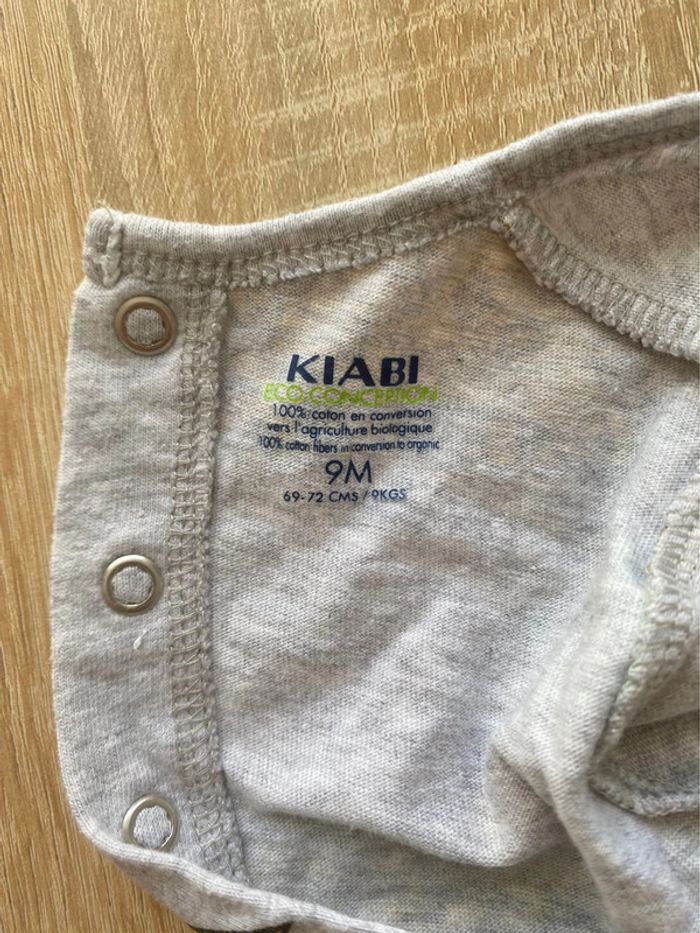 KIABI
ECO-CONCEPTION
100% coton en conversion
vers l'agriculture biologique
100% cotton fibers in conversion to organic
9M
69-72 CMS / 9KGS